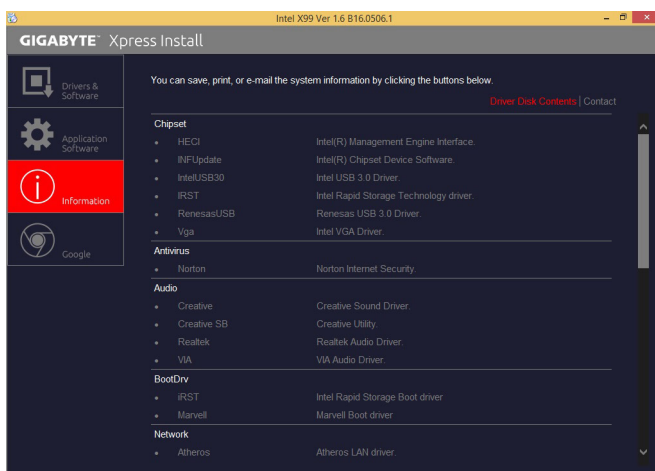 Intel X99 Ver 1.6 B16.0506.1
GIGABYTE™ Xpress Install
Drivers &
Software
Application
Software
Information
Google
You can save, print, or e-mail the system information by clicking the buttons below.
Driver Disk Contents | Contact
Chipset
• HECI Intel(R) Management Engine Interface.
• INFUpdate Intel(R) Chipset Device Software.
• IntelUSB30 Intel USB 3.0 Driver.
• IRST Intel Rapid Storage Technology driver.
• RenesasUSB Renesas USB 3.0 Driver.
• Vga Intel VGA Driver.
Antivirus
• Norton Norton Internet Security.
Audio
• Creative Creative Sound Driver.
• Creative SB Creative Utility.
• Realtek Realtek Audio Driver.
• VIA VIA Audio Driver.
BootDrv
• iRST Intel Rapid Storage Boot driver
• Marvell Marvell Boot driver
Network
• Atheros Atheros LAN driver.